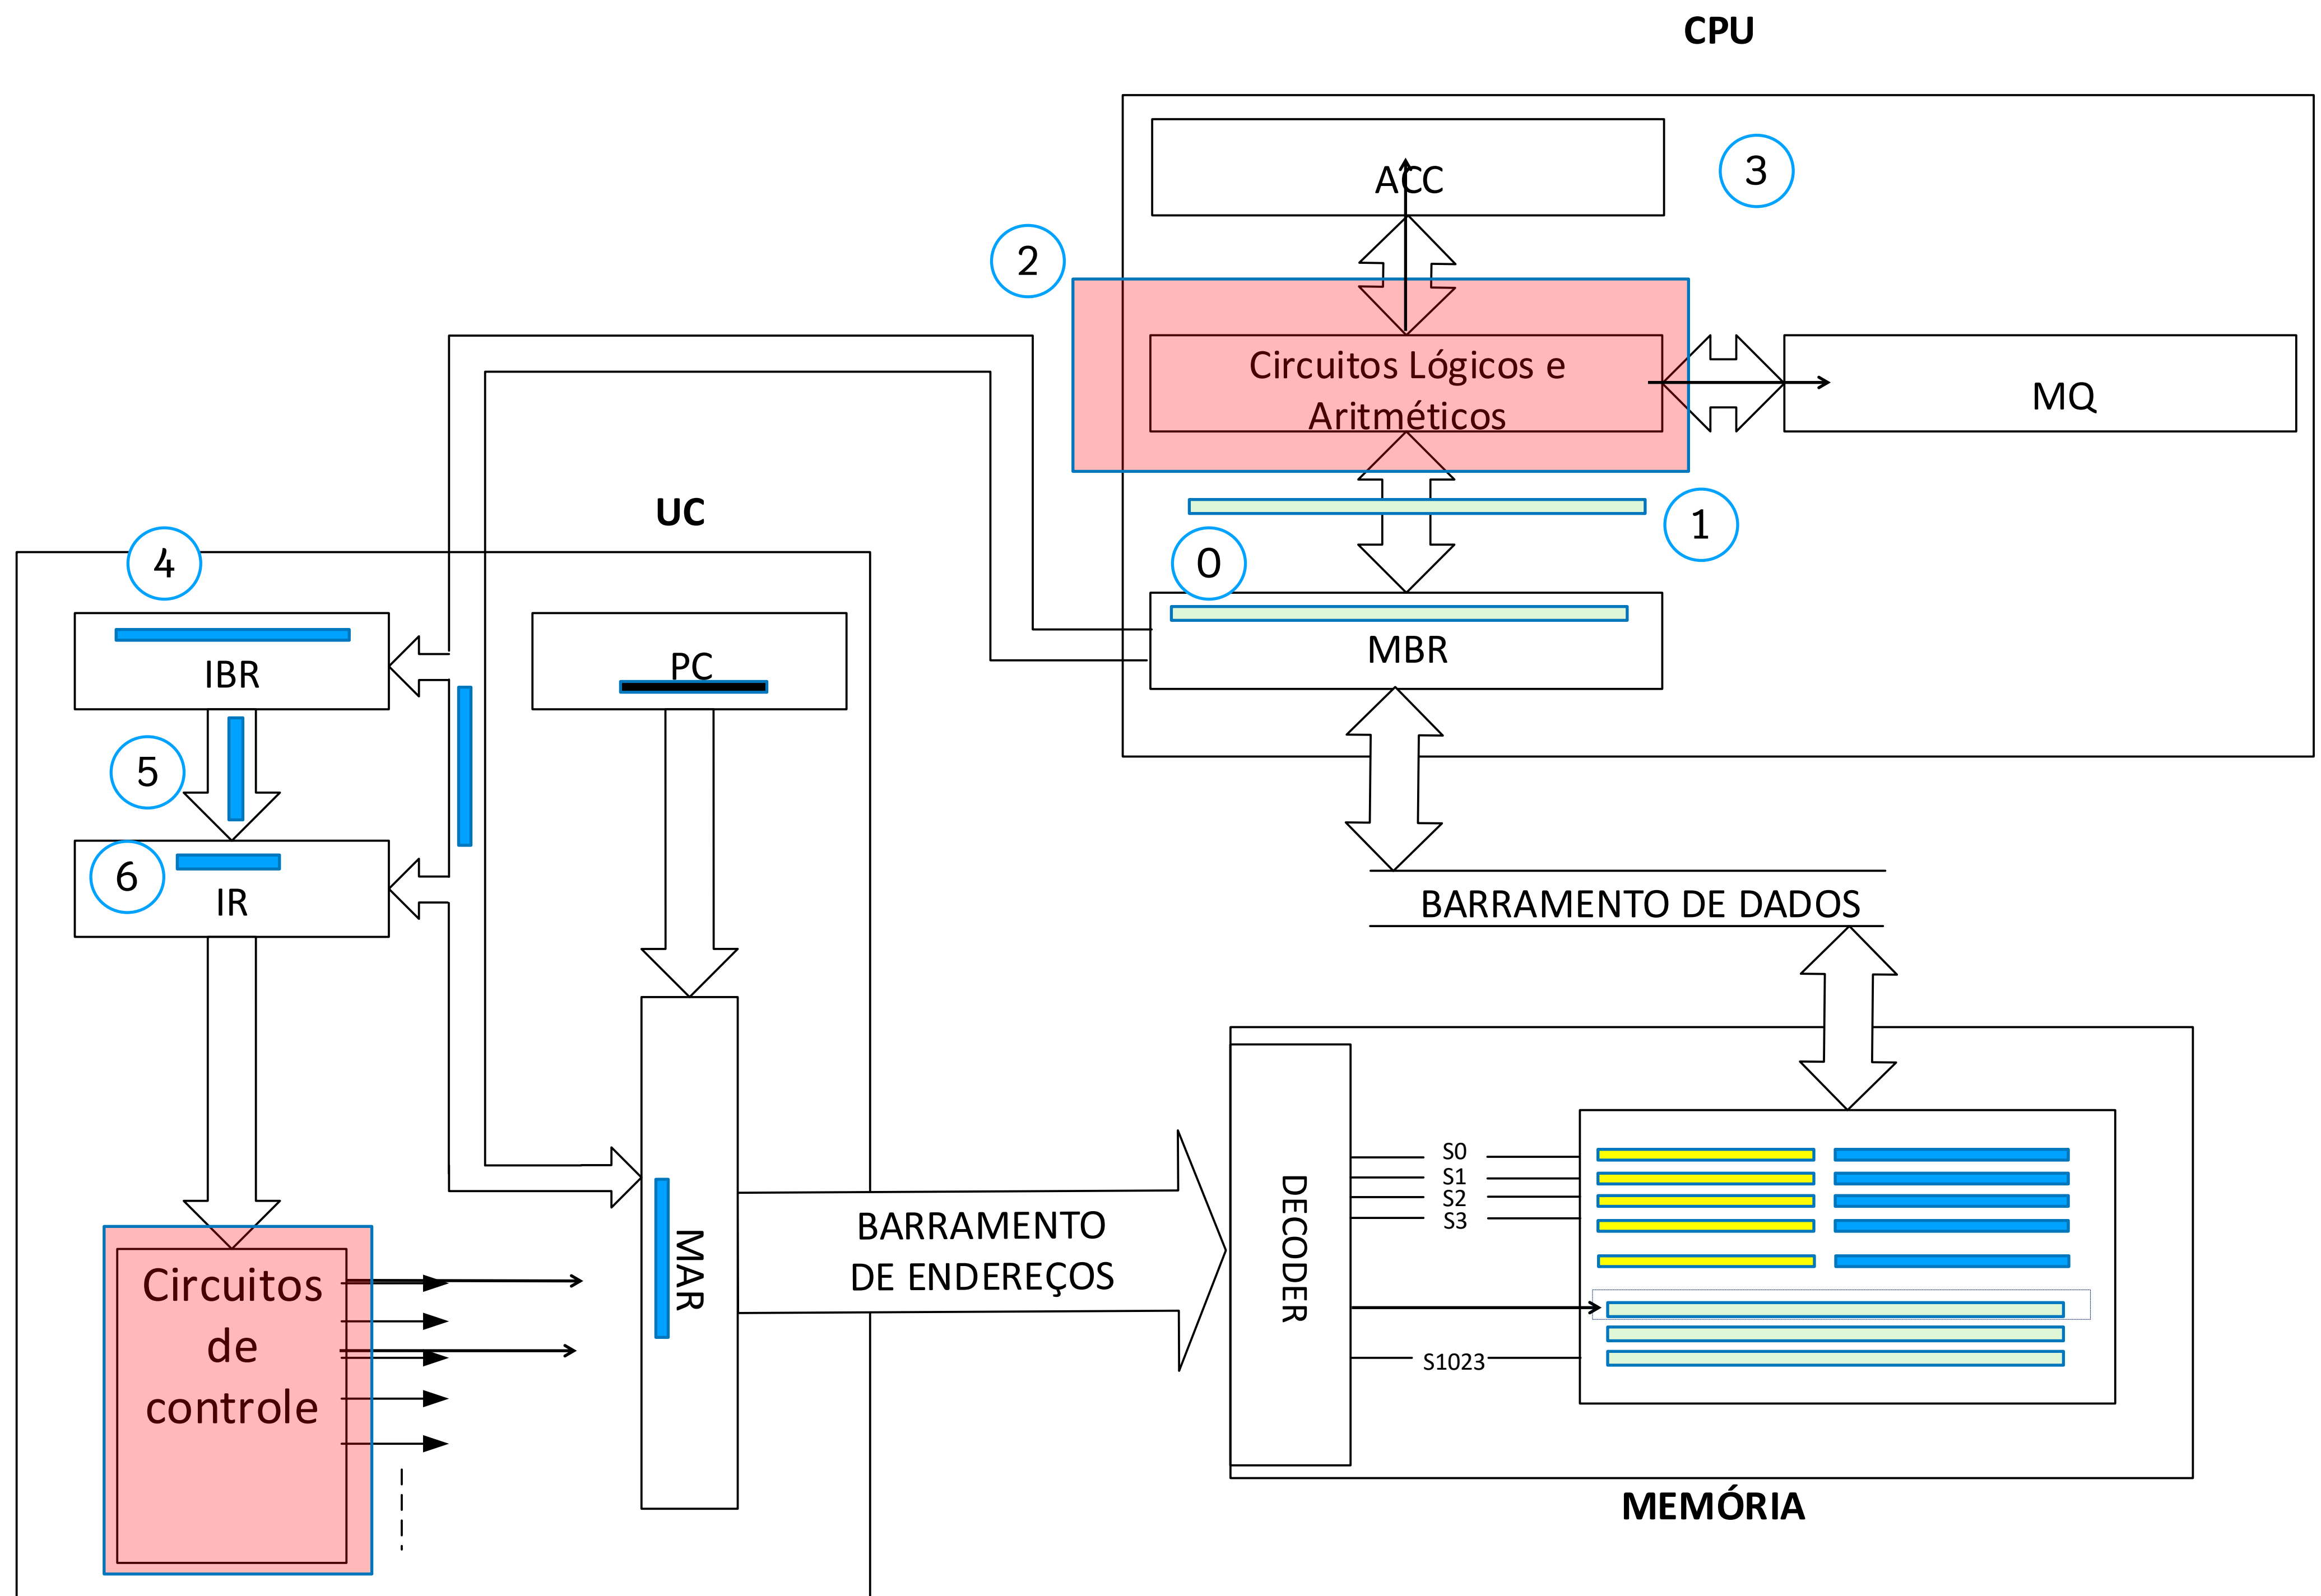 CPU
ACC
3
2
Circuitos Lógicos e
Aritméticos
MQ
UC
1
4
0
IBR
PC
MBR
5
6
IR
BARRAMENTO DE DADOS
Circuitos
de
controle
MAR
BARRAMENTO
DE ENDEREÇOS
DECODER
S0
S1
S2
S3
S1023
MEMÓRIA